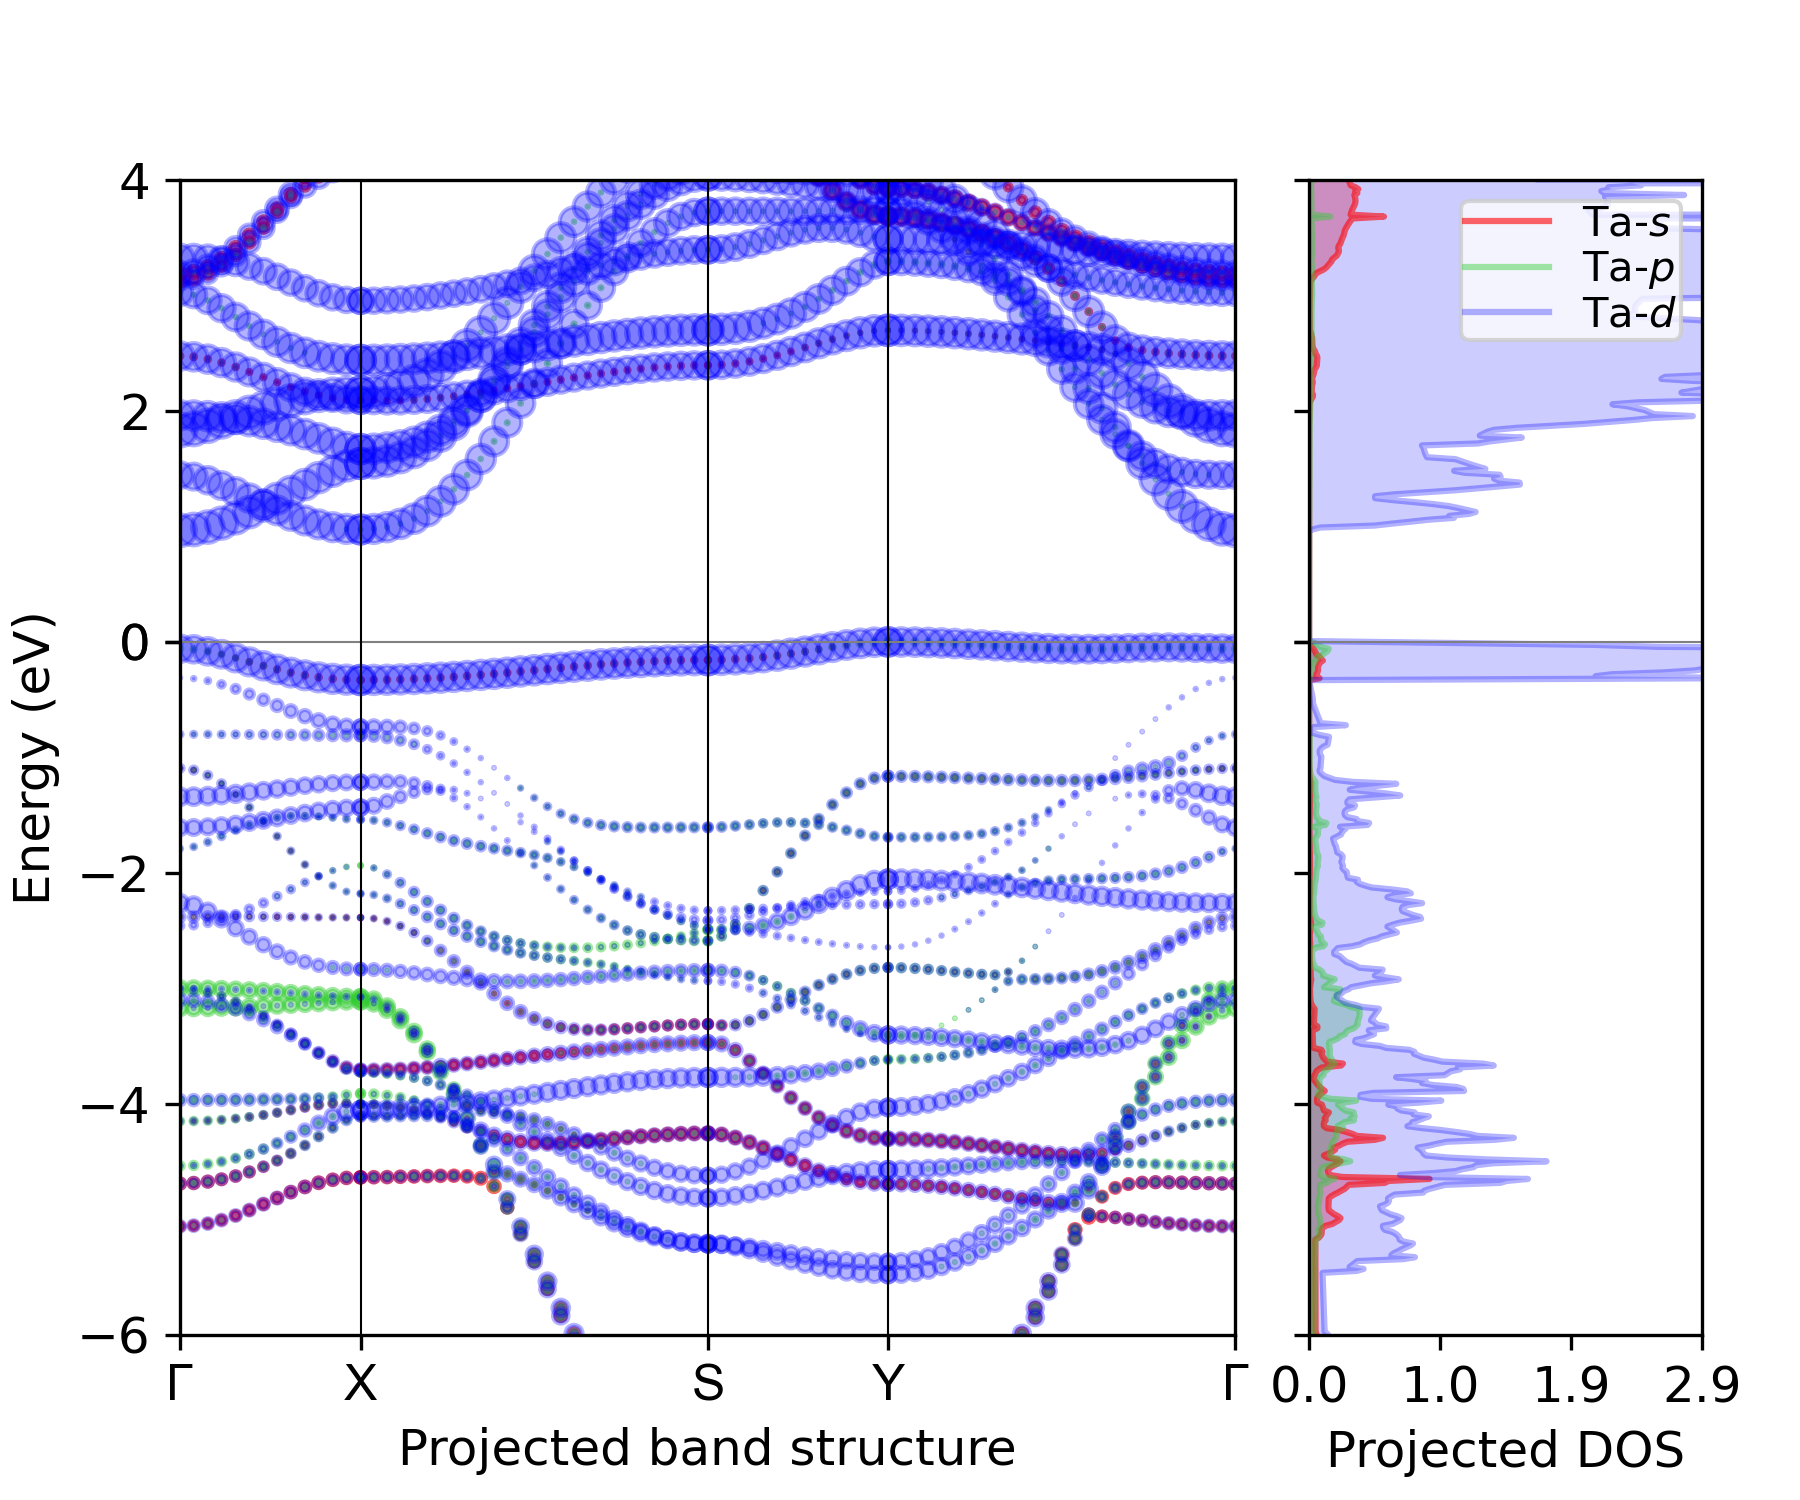 4
2
0
−2
−4
−6
Energy (eV)
Γ X S Y Γ
Projected band structure
Ta-s
Ta-p
Ta-d
0.0 1.0 1.9 2.9
Projected DOS